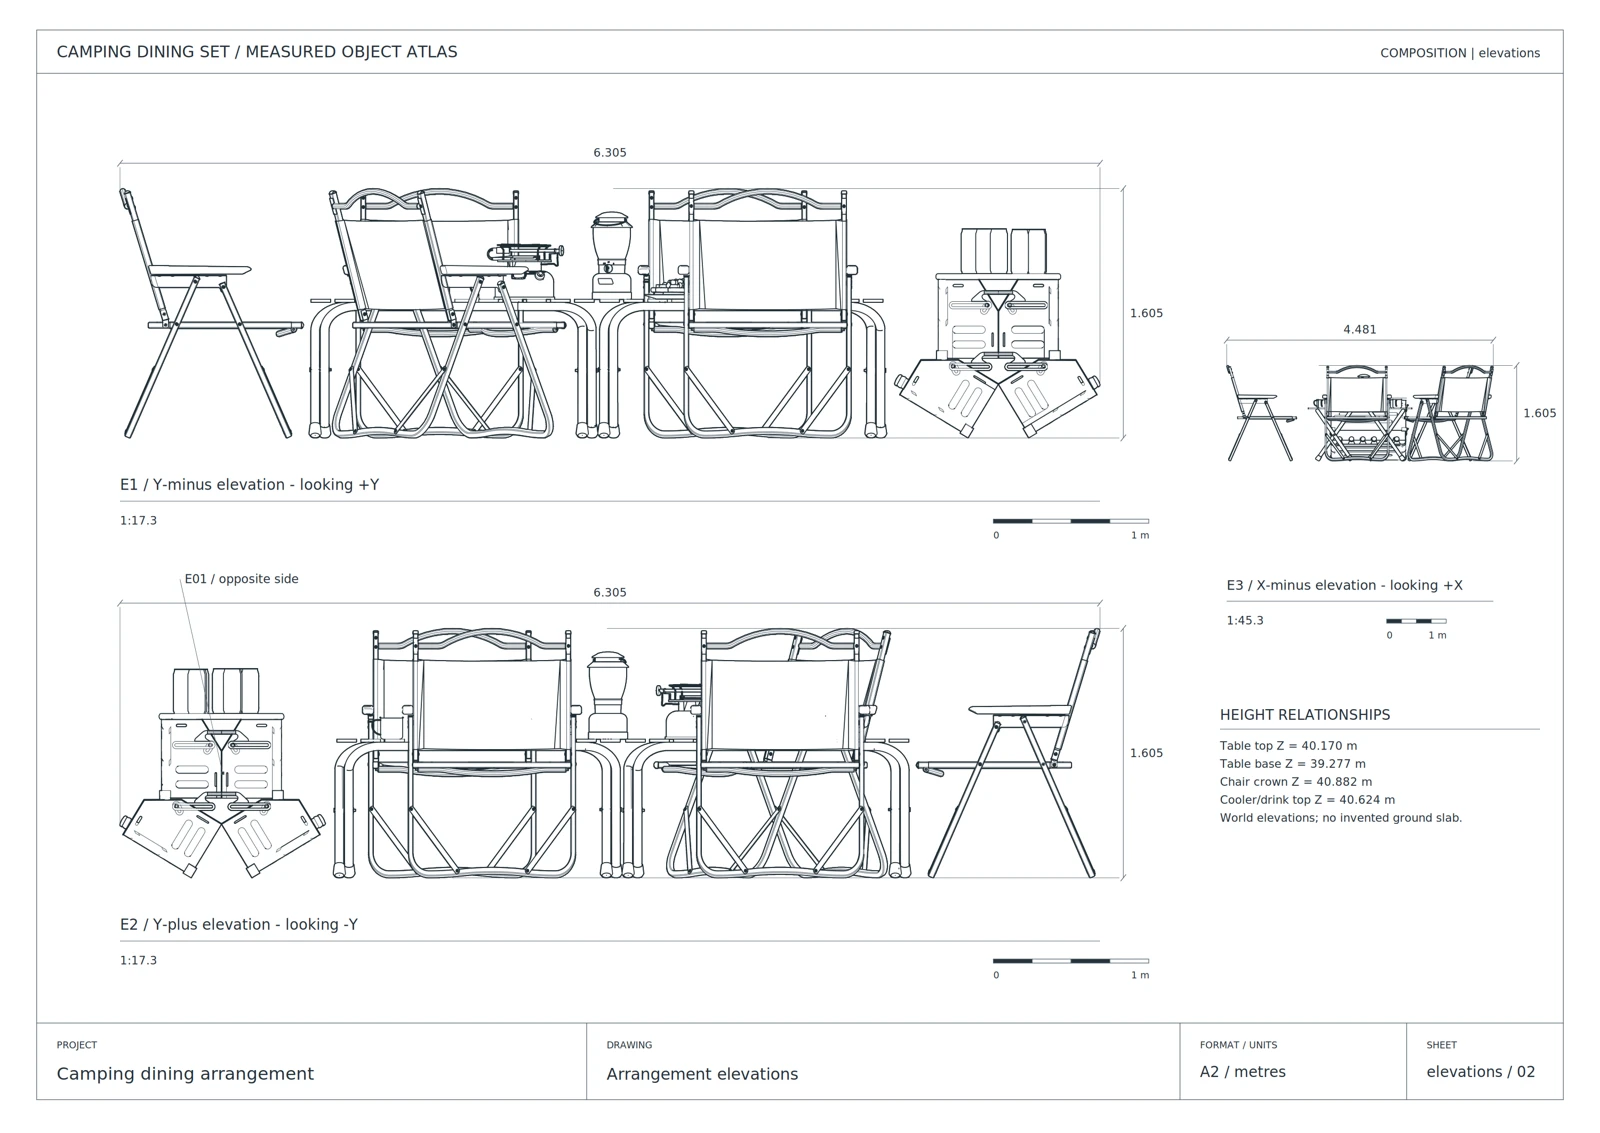 CAMPING DINING SET / MEASURED OBJECT ATLAS
COMPOSITION | elevations
6.305
1.605
E1 / Y-minus elevation - looking +Y
1:17.3
0
1 m
4.481
1.605
E3 / X-minus elevation - looking +X
1:45.3
0
1 m
E01 / opposite side
6.305
1.605
E2 / Y-plus elevation - looking -Y
1:17.3
0
1 m
HEIGHT RELATIONSHIPS
Table top Z = 40.170 m
Table base Z = 39.277 m
Chair crown Z = 40.882 m
Cooler/drink top Z = 40.624 m
World elevations; no invented ground slab.
PROJECT
Camping dining arrangement
DRAWING
Arrangement elevations
FORMAT / UNITS
A2 / metres
SHEET
elevations / 02